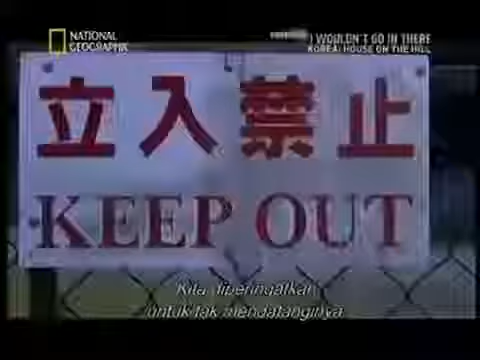 NATIONAL
GEOGRAPHIC
I WOULDN'T GO IN THERE
KOREA: HOUSE ON THE HILL
立入禁止
KEEP OUT
Kita diperingatkan
untuk tak mendatanginya